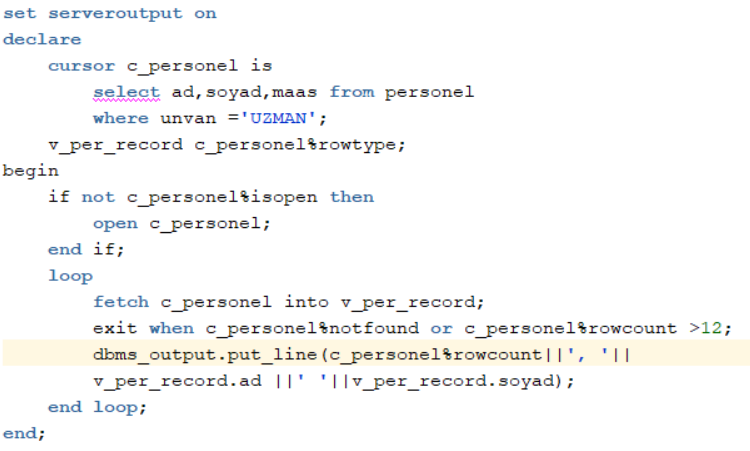 set serveroutput on
declare
    cursor c_personel is
        select ad,soyad,maas from personel
        where unvan ='UZMAN';
    v_per_record c_personel%rowtype;
begin
    if not c_personel%isopen then
        open c_personel;
    end if;
    loop
        fetch c_personel into v_per_record;
        exit when c_personel%notfound or c_personel%rowcount >12;
        dbms_output.put_line(c_personel%rowcount||', '||
        v_per_record.ad ||' '||v_per_record.soyad);
    end loop;
end;